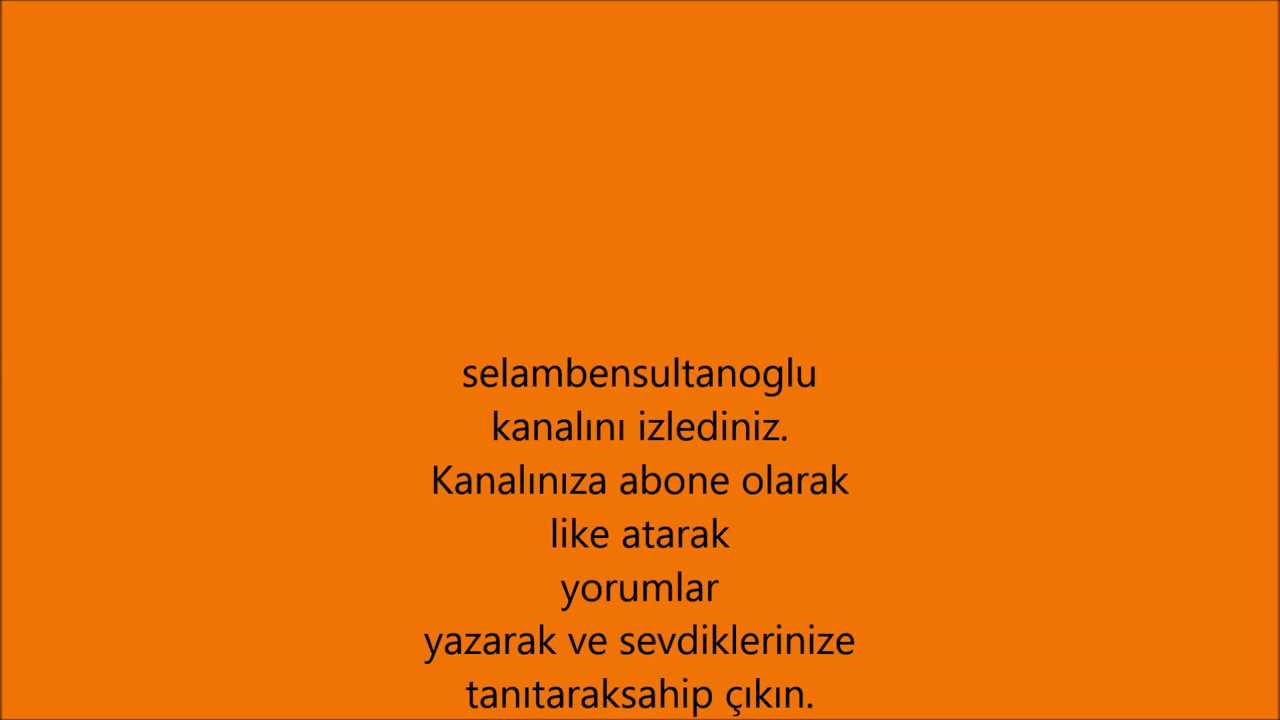 selambensultanoglu
kanalını izlediniz.
Kanalınıza abone olarak
like atarak
yorumlar
yazarak ve sevdiklerinize
tanıtaraksahip çıkın.